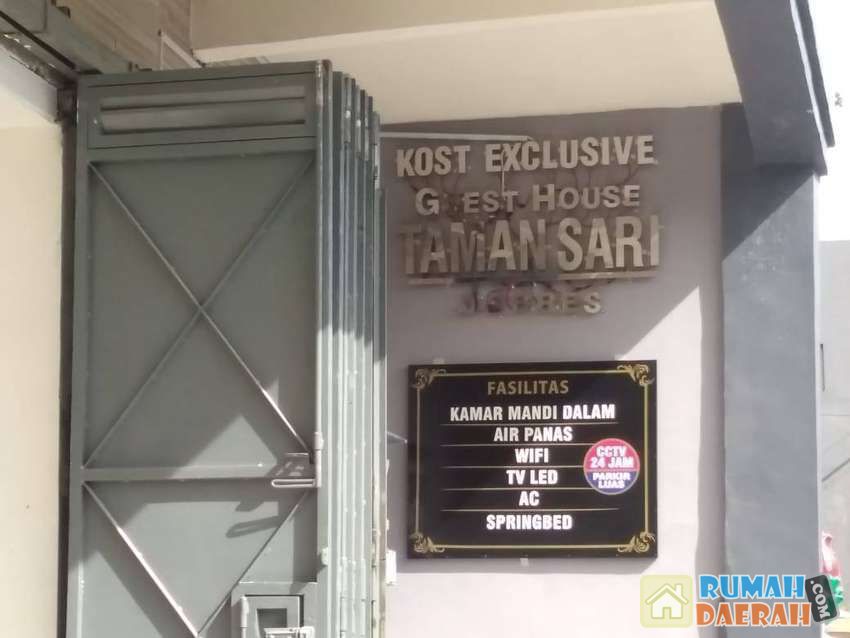 KOST EXCLUSIVE
GUEST HOUSE
TAMAN SARI
JEBRES
FASILITAS
KAMAR MANDI DALAM
AIR PANAS
WIFI
TV LED
AC
SPRINGBED
CCTV
24 JAM
PARKIR
LUAS
RUMAH
DAERAH
.COM